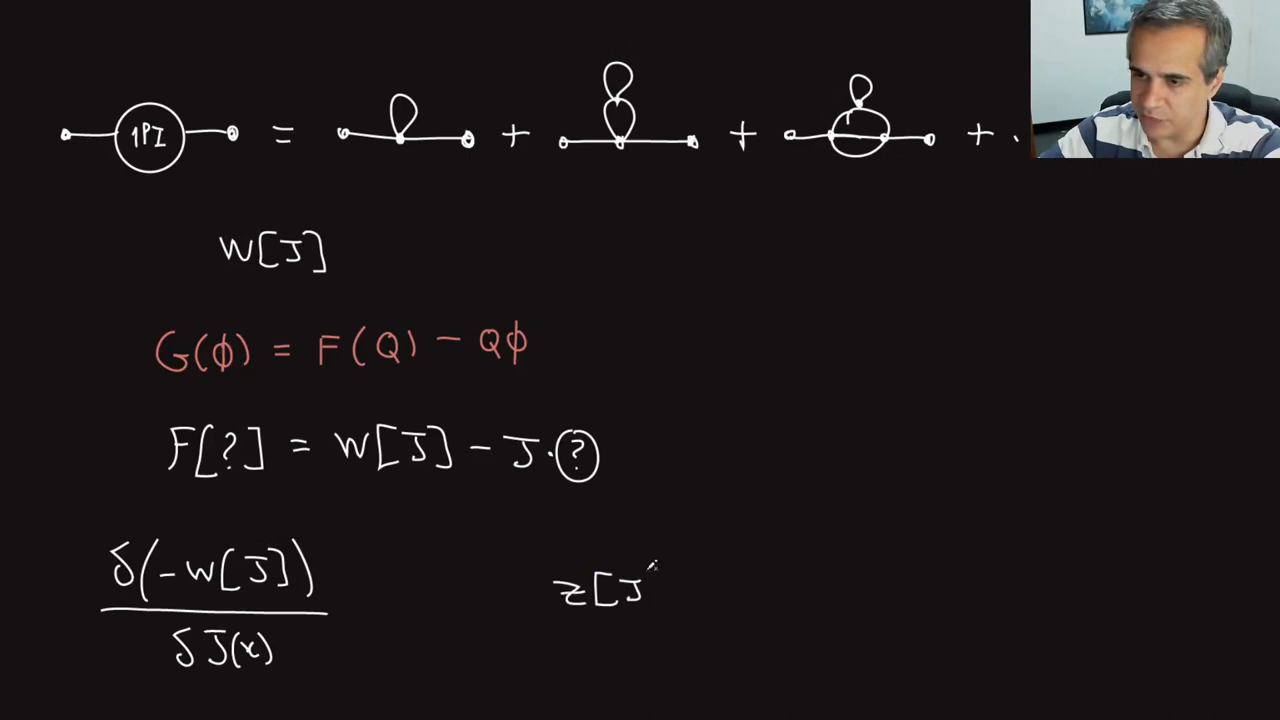 1PI = + + + .
W[J]
G(ϕ) = F(Q) − Qϕ
F[?] = W[J] − J·?
δ(−W[J])
δJ(x)
Z[J